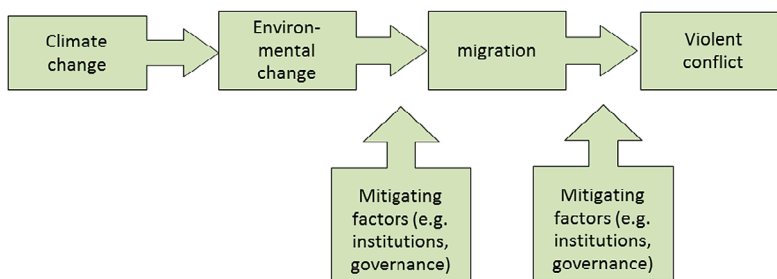 Climate
change
Environ-
mental
change
migration
Violent
conflict
Mitigating
factors (e.g.
institutions,
governance)
Mitigating
factors (e.g.
institutions,
governance)